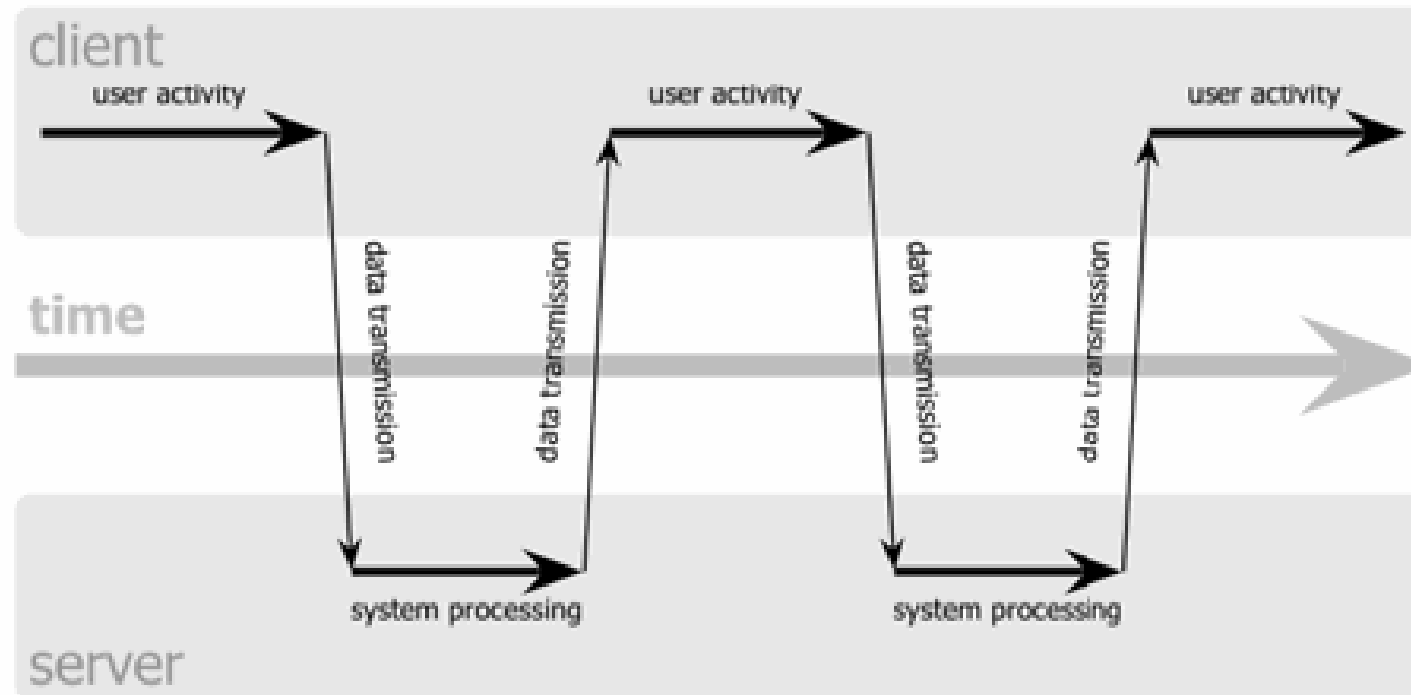 client
user activity
user activity
user activity
data transmission
data transmission
data transmission
data transmission
time
system processing
system processing
server